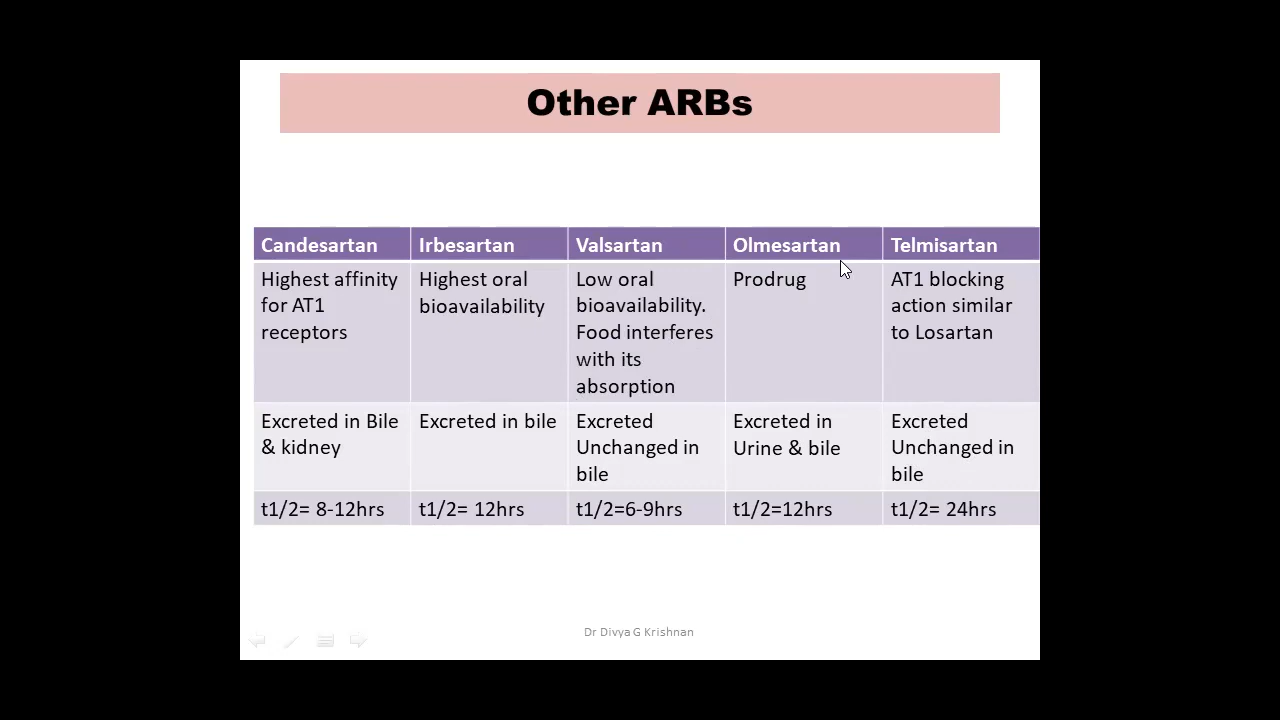 Other ARBs
Candesartan Irbesartan Valsartan Olmesartan Telmisartan
Highest affinity
for AT1
receptors
Highest oral
bioavailability
Low oral
bioavailability.
Food interferes
with its
absorption
Prodrug
AT1 blocking
action similar
to Losartan
Excreted in Bile
& kidney
Excreted in bile
Excreted
Unchanged in
bile
Excreted in
Urine & bile
Excreted
Unchanged in
bile
t1/2= 8-12hrs t1/2= 12hrs t1/2=6-9hrs t1/2=12hrs t1/2= 24hrs
Dr Divya G Krishnan